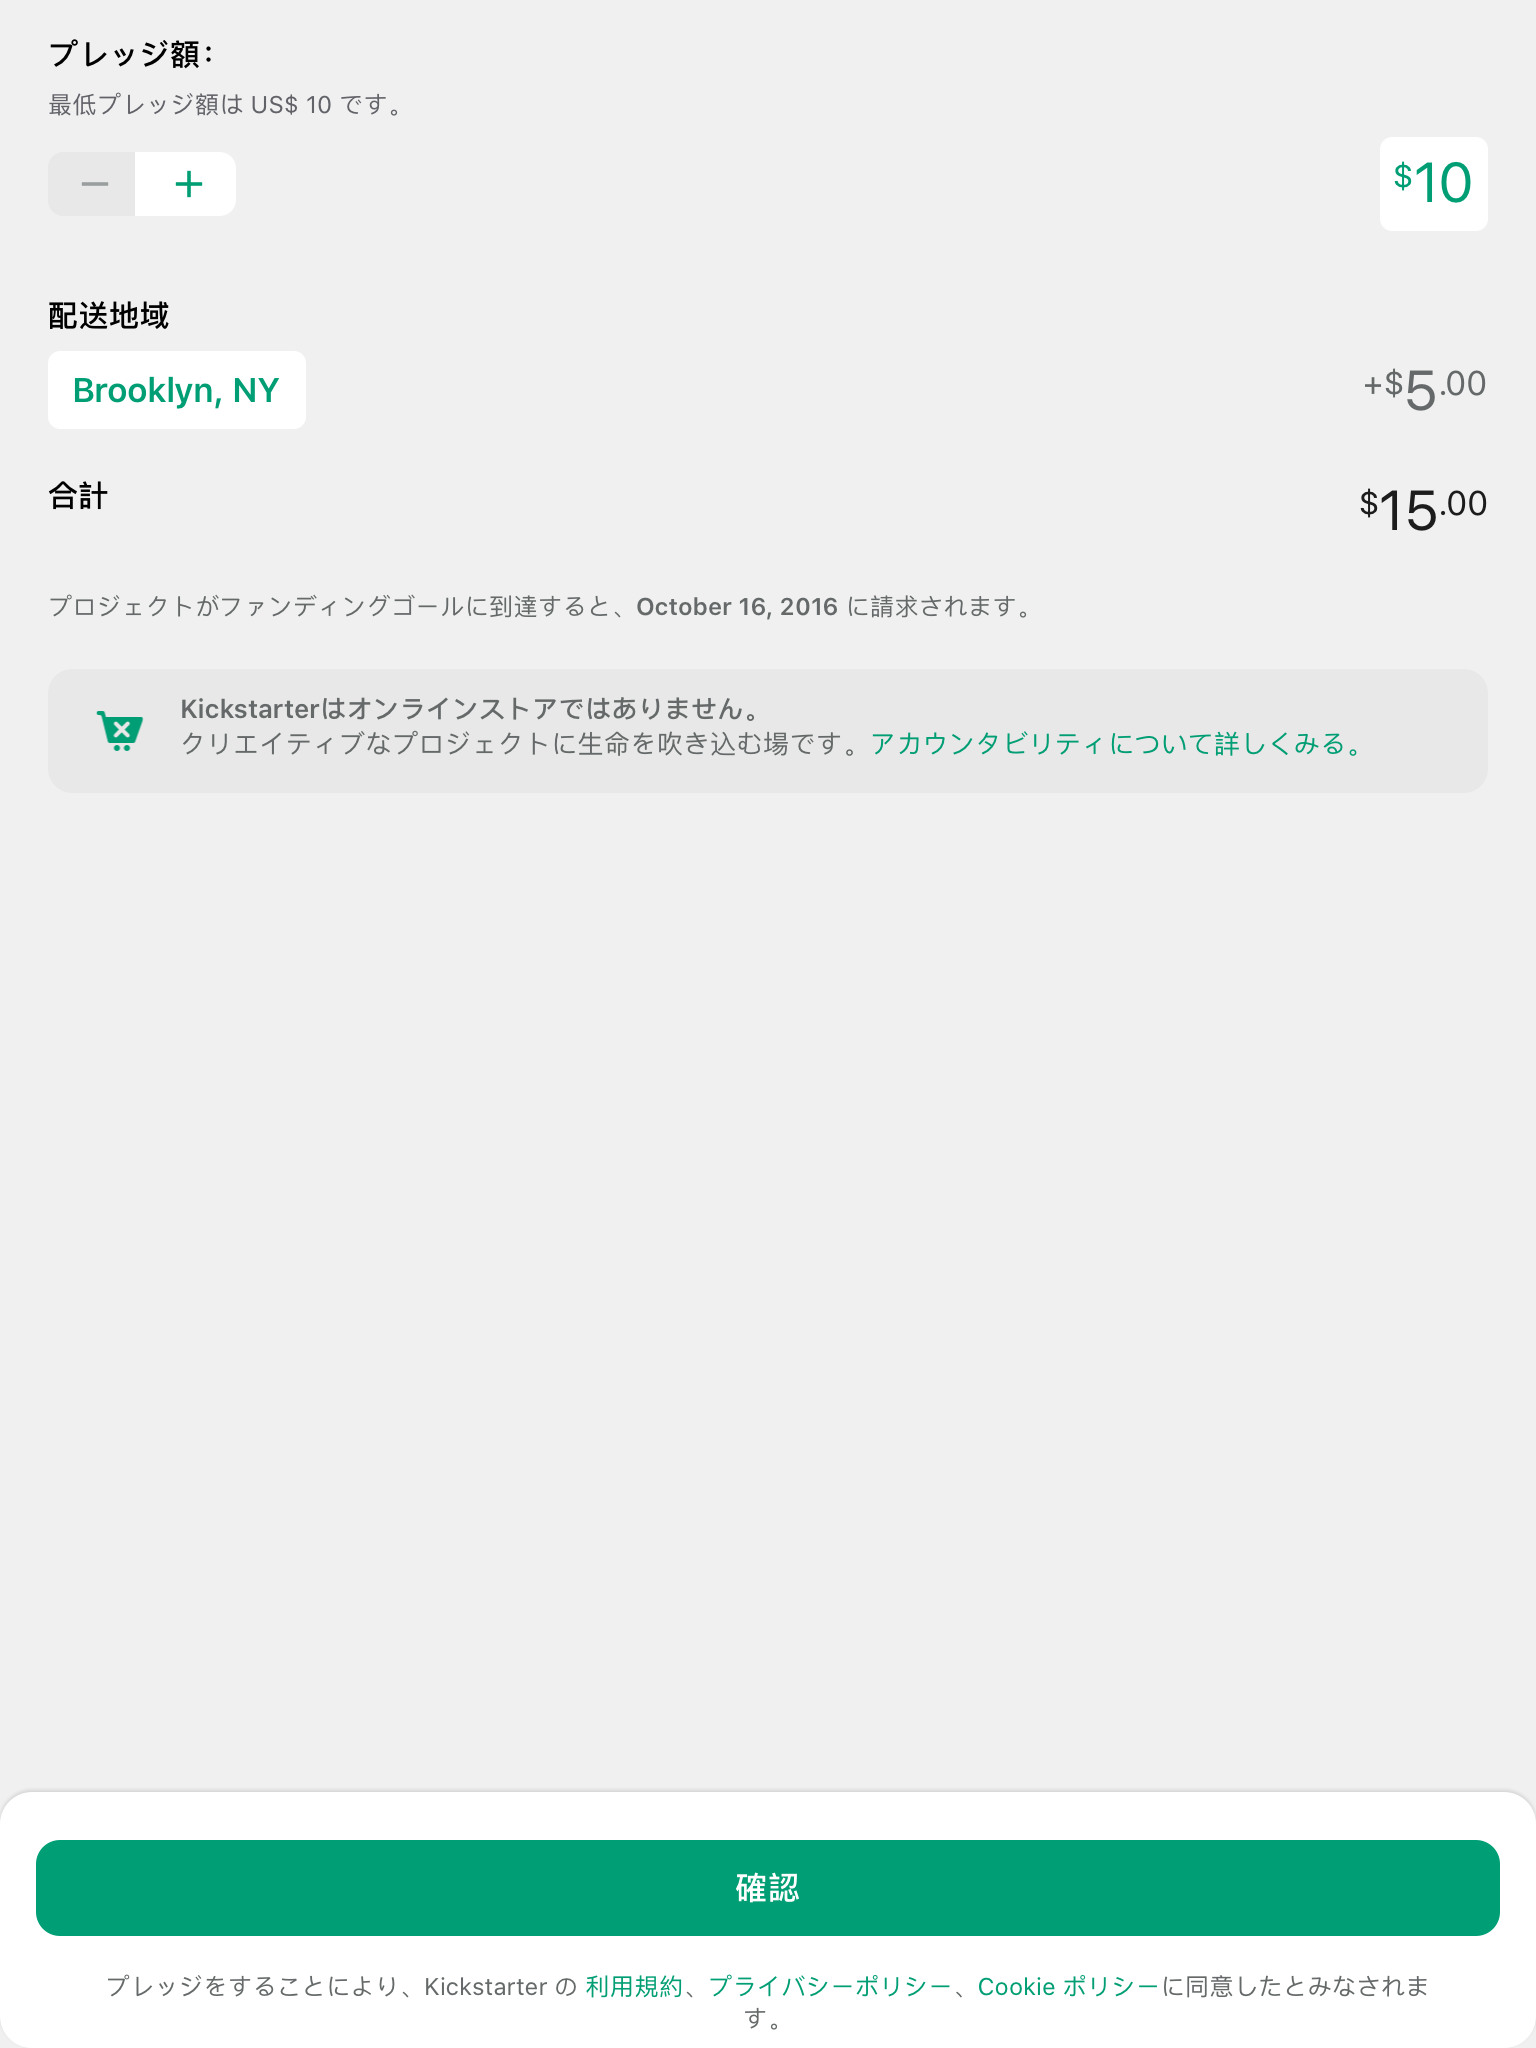 プレッジ額：
最低プレッジ額は US$ 10 です。
− +
$10
配送地域
Brooklyn, NY
+$5.00
合計
$15.00
プロジェクトがファンディングゴールに到達すると、October 16, 2016 に請求されます。
Kickstarterはオンラインストアではありません。
クリエイティブなプロジェクトに生命を吹き込む場です。アカウンタビリティについて詳しくみる。
確認
プレッジをすることにより、Kickstarter の 利用規約、プライバシーポリシー、Cookie ポリシーに同意したとみなされま
す。